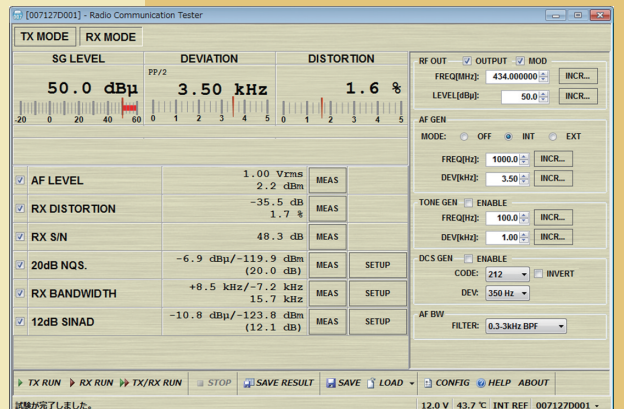 [007127D001] - Radio Communication Tester
TX MODE RX MODE
SG LEVEL DEVIATION DISTORTION
PP/2
50.0 dBµ 3.50 kHz 1.6 %
-20 0 20 40 60 0 1 2 3 4 5 0 1 2 3 4 5
AF LEVEL 1.00 Vrms MEAS
2.2 dBm
RX DISTORTION -35.5 dB MEAS
1.7 %
RX S/N 48.3 dB MEAS
20dB NQS. -6.9 dBµ/-119.9 dBm MEAS SETUP
(20.0 dB)
RX BANDWIDTH +8.5 kHz/-7.2 kHz MEAS SETUP
15.7 kHz
12dB SINAD -10.8 dBµ/-123.8 dBm MEAS SETUP
(12.1 dB)
RF OUT OUTPUT MOD
FREQ[MHz]: 434.000000 INCR...
LEVEL[dBµ]: 50.0 INCR...
AF GEN
MODE: OFF INT EXT
FREQ[Hz]: 1000.0 INCR...
DEV[kHz]: 3.50 INCR...
TONE GEN ENABLE
FREQ[Hz]: 100.0 INCR...
DEV[kHz]: 1.00 INCR...
DCS GEN ENABLE
CODE: 212 INVERT
DEV: 350 Hz
AF BW
FILTER: 0.3-3kHz BPF
TX RUN RX RUN TX/RX RUN STOP SAVE RESULT SAVE LOAD CONFIG HELP ABOUT
試験が完了しました。 12.0 V 43.7 ℃ INT REF 007127D001